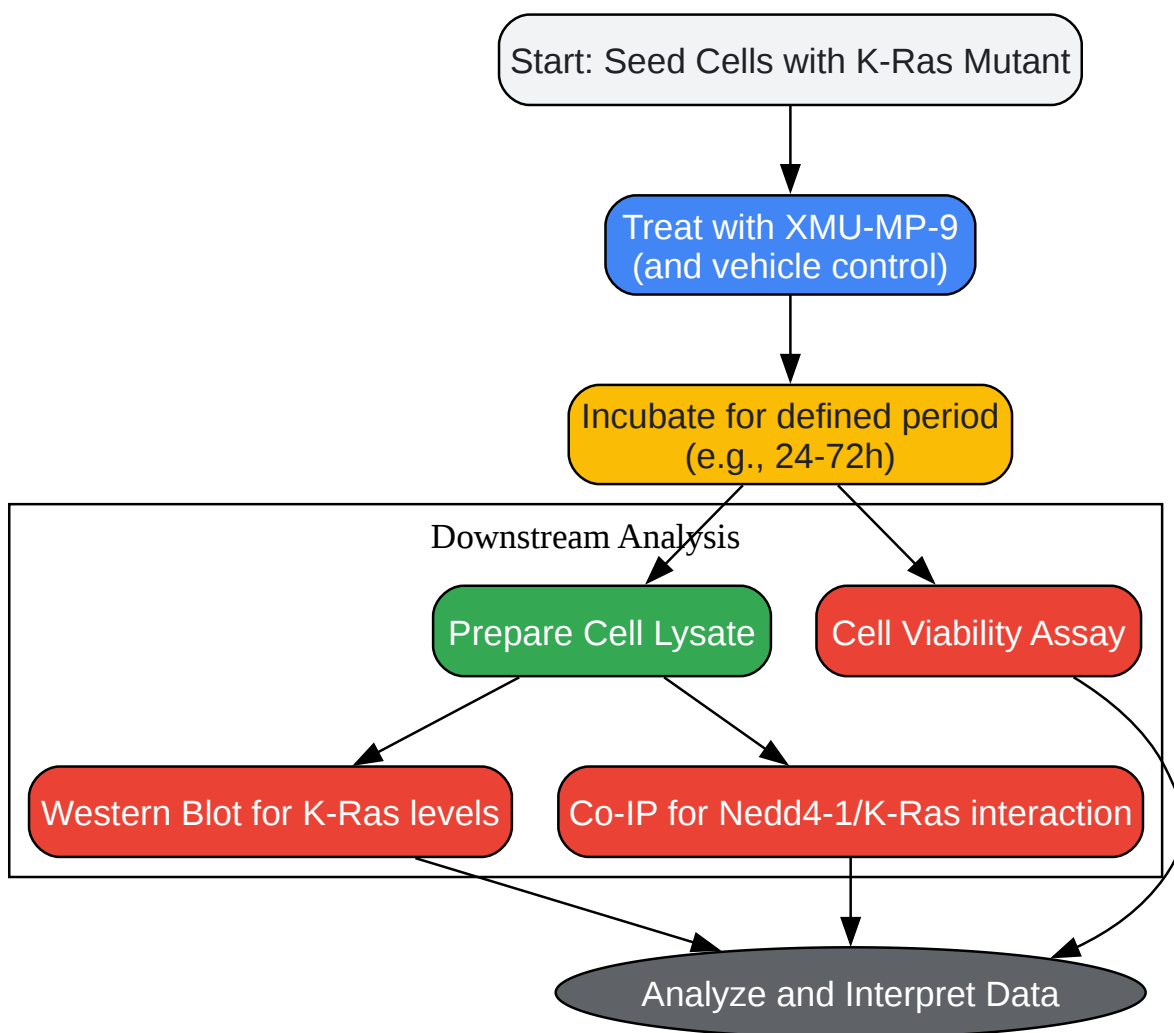 Start: Seed Cells with K-Ras Mutant
Treat with XMU-MP-9
(and vehicle control)
Incubate for defined period
(e.g., 24-72h)
Downstream Analysis
Prepare Cell Lysate
Cell Viability Assay
Western Blot for K-Ras levels
Co-IP for Nedd4-1/K-Ras interaction
Analyze and Interpret Data